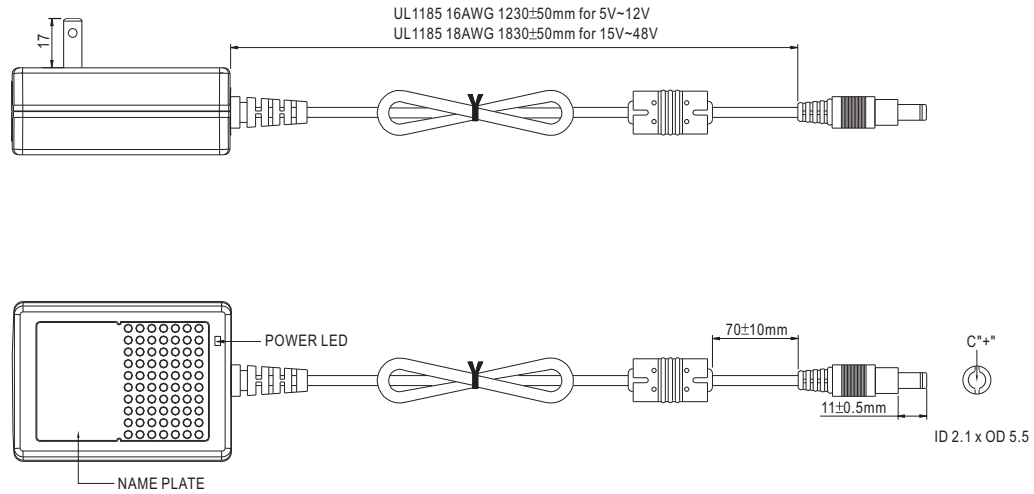 UL1185 16AWG 1230±50mm for 5V~12V
UL1185 18AWG 1830±50mm for 15V~48V
17
POWER LED
70±10mm
C"+"
11±0.5mm
ID 2.1 x OD 5.5
NAME PLATE